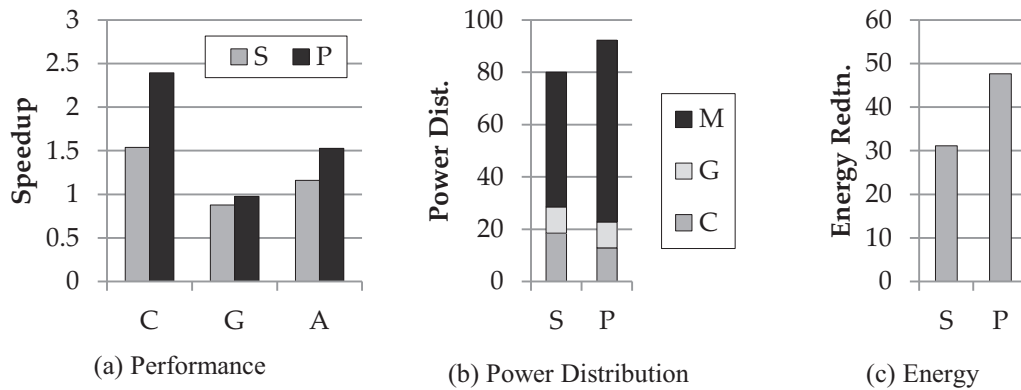 3
2.5
2
1.5
1
0.5
0
Speedup
S P
C G A
(a) Performance
100
80
60
40
20
0
Power Dist.
M
G
C
S P
(b) Power Distribution
60
50
40
30
20
10
0
Energy Redtn.
S P
(c) Energy